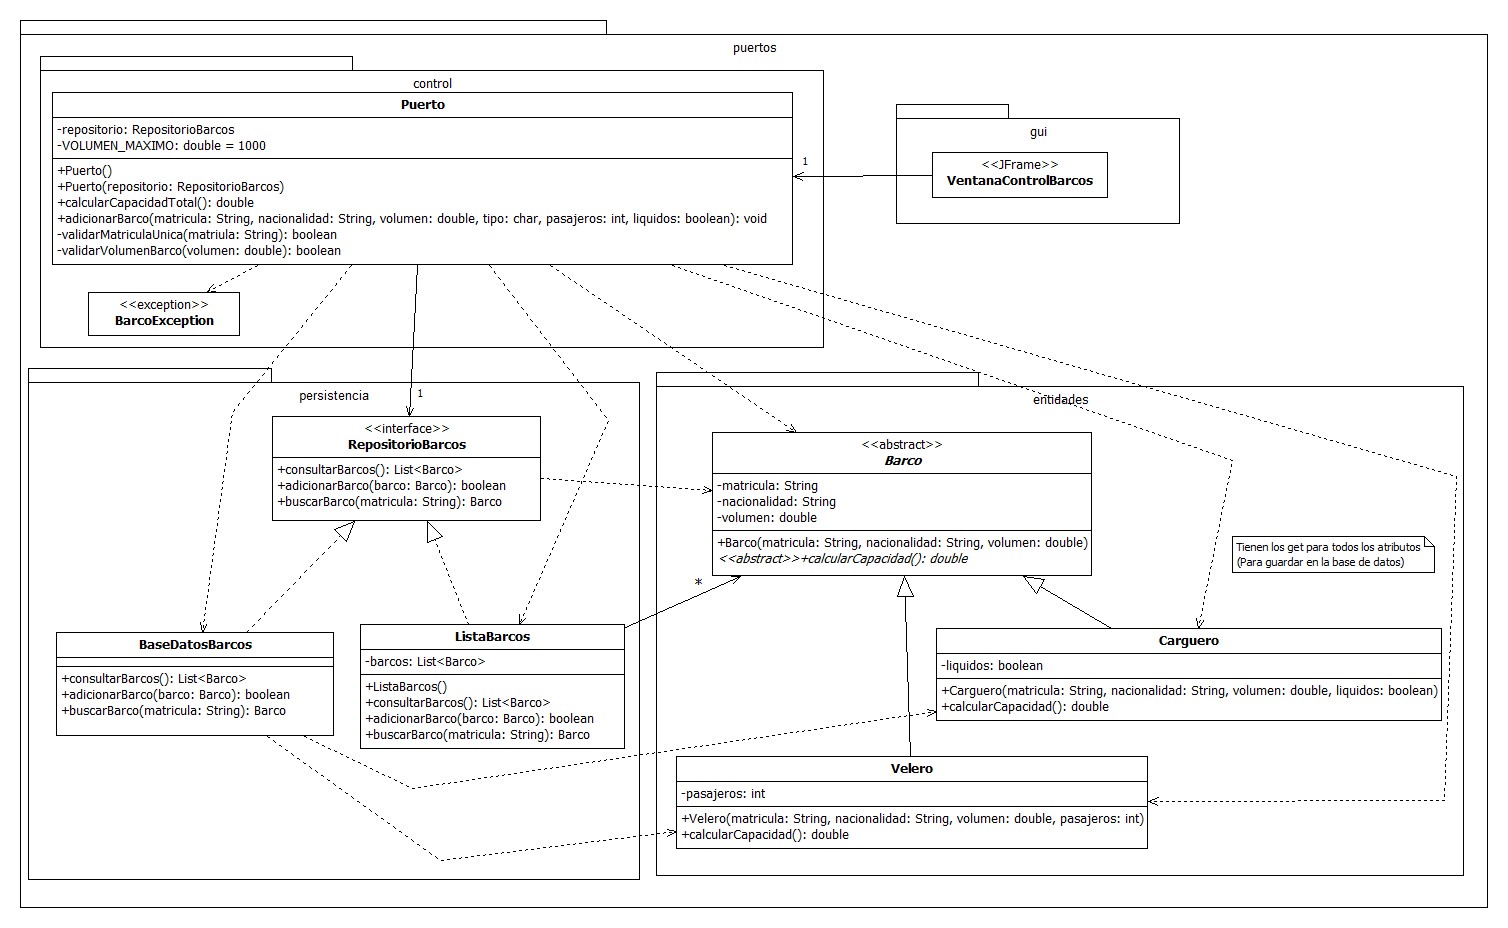 puertos
control
Puerto
-repositorio: RepositorioBarcos
-VOLUMEN_MAXIMO: double = 1000
+Puerto()
+Puerto(repositorio: RepositorioBarcos)
+calcularCapacidadTotal(): double
+adicionarBarco(matricula: String, nacionalidad: String, volumen: double, tipo: char, pasajeros: int, liquidos: boolean): void
-validarMatriculaUnica(matriula: String): boolean
-validarVolumenBarco(volumen: double): boolean
<<exception>>
BarcoException
1
gui
<<JFrame>>
VentanaControlBarcos
persistencia
1
<<interface>>
RepositorioBarcos
+consultarBarcos(): List<Barco>
+adicionarBarco(barco: Barco): boolean
+buscarBarco(matricula: String): Barco
BaseDatosBarcos
+consultarBarcos(): List<Barco>
+adicionarBarco(barco: Barco): boolean
+buscarBarco(matricula: String): Barco
ListaBarcos
-barcos: List<Barco>
+ListaBarcos()
+consultarBarcos(): List<Barco>
+adicionarBarco(barco: Barco): boolean
+buscarBarco(matricula: String): Barco
*
entidades
<<abstract>>
Barco
-matricula: String
-nacionalidad: String
-volumen: double
+Barco(matricula: String, nacionalidad: String, volumen: double)
<<abstract>>+calcularCapacidad(): double
Tienen los get para todos los atributos
(Para guardar en la base de datos)
Carguero
-liquidos: boolean
+Carguero(matricula: String, nacionalidad: String, volumen: double, liquidos: boolean)
+calcularCapacidad(): double
Velero
-pasajeros: int
+Velero(matricula: String, nacionalidad: String, volumen: double, pasajeros: int)
+calcularCapacidad(): double